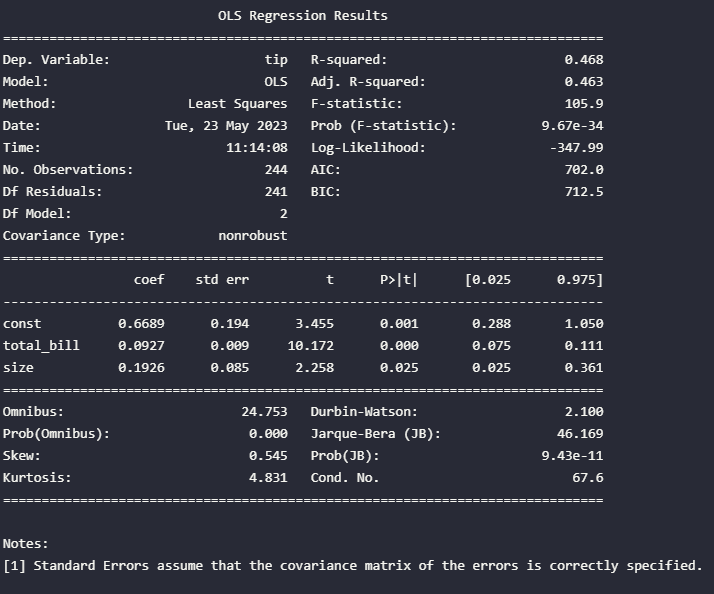 OLS Regression Results
==============================================================================
Dep. Variable:                    tip   R-squared:                       0.468
Model:                            OLS   Adj. R-squared:                  0.463
Method:                 Least Squares   F-statistic:                     105.9
Date:                Tue, 23 May 2023   Prob (F-statistic):           9.67e-34
Time:                        11:14:08   Log-Likelihood:                -347.99
No. Observations:                 244   AIC:                             702.0
Df Residuals:                     241   BIC:                             712.5
Df Model:                           2
Covariance Type:            nonrobust
==============================================================================
                 coef    std err          t      P>|t|      [0.025      0.975]
------------------------------------------------------------------------------
const          0.6689      0.194      3.455      0.001       0.288       1.050
total_bill     0.0927      0.009     10.172      0.000       0.075       0.111
size           0.1926      0.085      2.258      0.025       0.025       0.361
==============================================================================
Omnibus:                       24.753   Durbin-Watson:                   2.100
Prob(Omnibus):                  0.000   Jarque-Bera (JB):               46.169
Skew:                           0.545   Prob(JB):                     9.43e-11
Kurtosis:                       4.831   Cond. No.                         67.6
==============================================================================
Notes:
[1] Standard Errors assume that the covariance matrix of the errors is correctly specified.